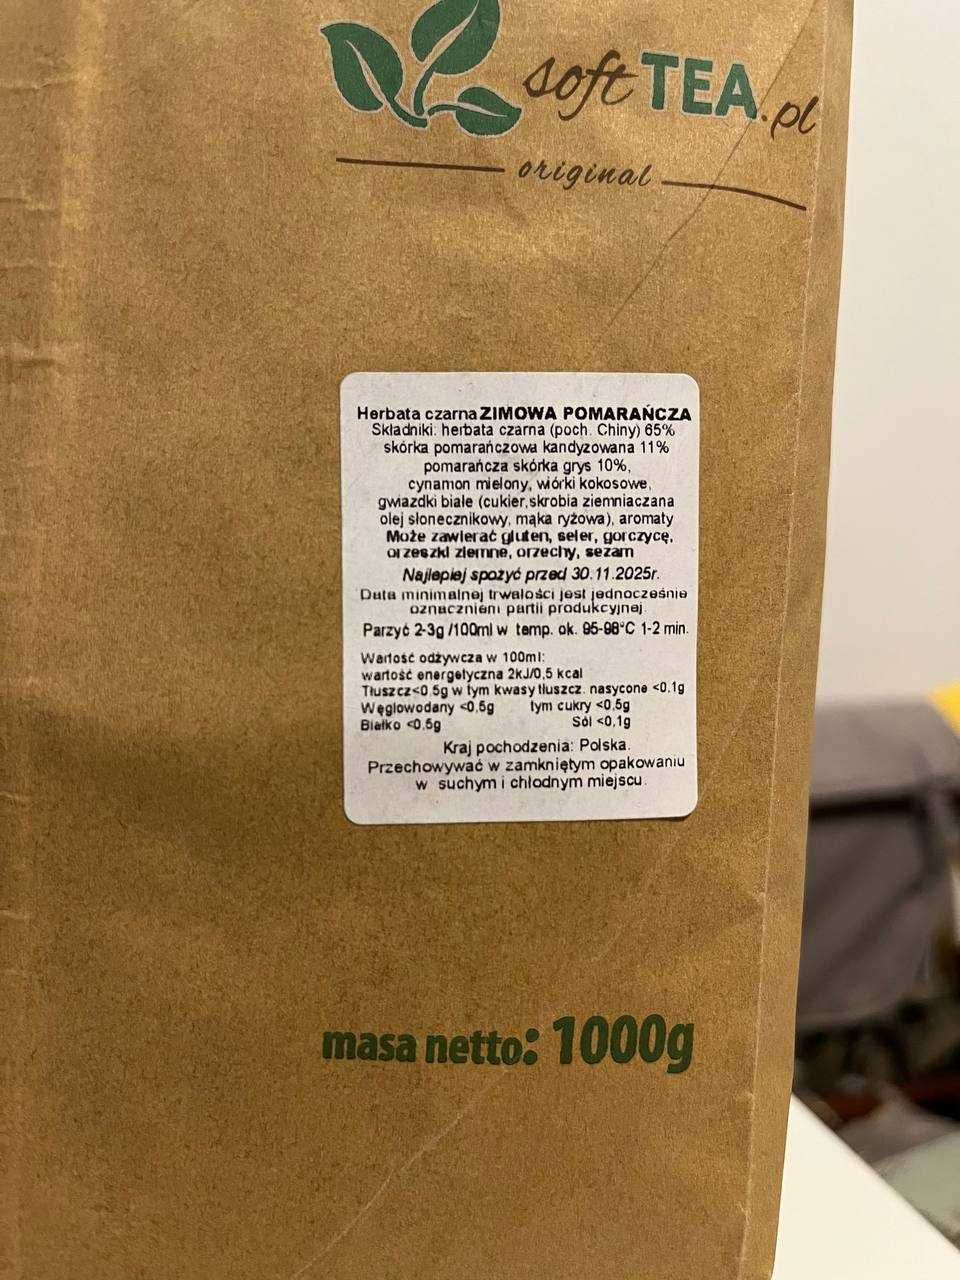 soft TEA.pl
original
Herbata czarna ZIMOWA POMARAŃCZA
Składniki: herbata czarna (poch. Chiny) 65%
skórka pomarańczowa kandyzowana 11%
pomarańcza skórka grys 10%,
cynamon mielony, wiórki kokosowe,
gwiazdki białe (cukier,skrobia ziemniaczana
olej słonecznikowy, mąka ryżowa), aromaty
Może zawierać gluten, seler, gorczycę,
orzeszki ziemne, orzechy, sezam
Najlepiej spożyć przed 30.11.2025r.
Data minimalnej trwałości jest jednocześnie
oznaczniem partii produkcyjnej.
Parzyć 2-3g /100ml w temp. ok. 95-98°C 1-2 min.
Wartość odżywcza w 100ml:
wartość energetyczna 2kJ/0,5 kcal
Tłuszcz<0.5g w tym kwasy tłuszcz. nasycone <0.1g
Węglowodany <0.5g tym cukry <0.5g
Białko <0.5g Sól <0.1g
Kraj pochodzenia: Polska.
Przechowywać w zamkniętym opakowaniu
w suchym i chłodnym miejscu.
masa netto: 1000g